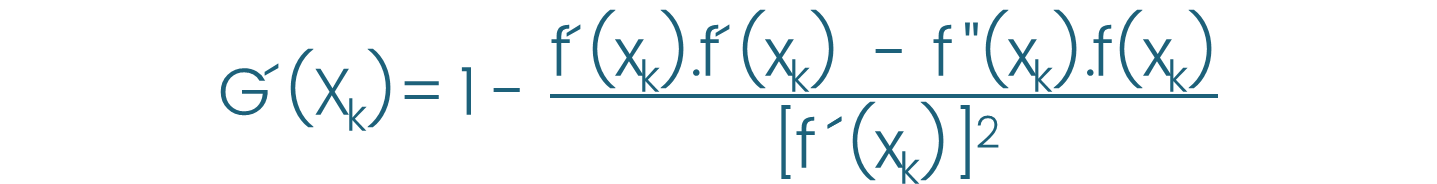 G´(Xk) = 1 - f´(xk).f´(xk) - f"(xk).f(xk)
[f´(xk)]²